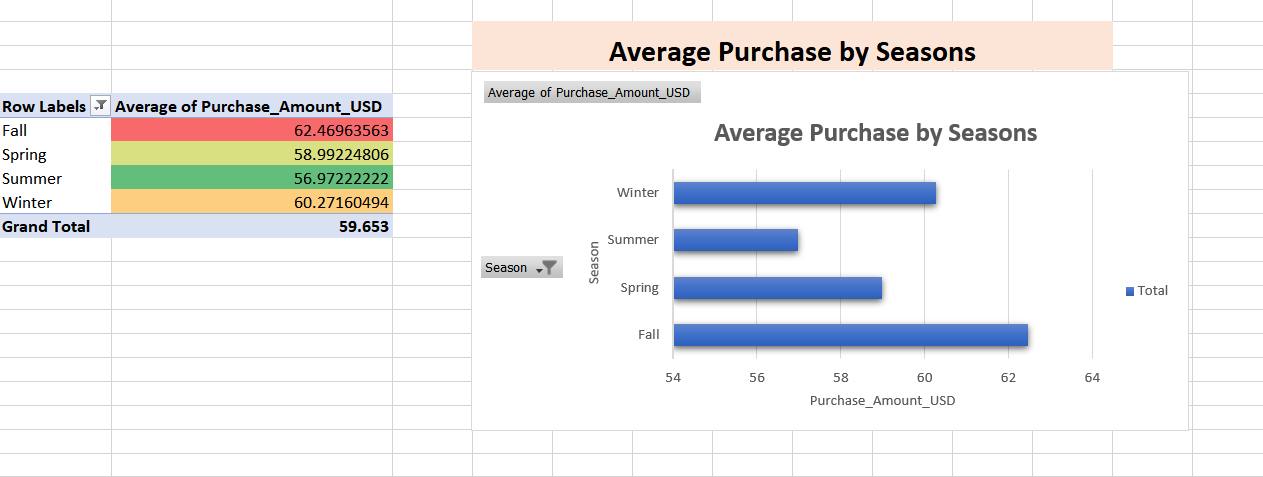 Average Purchase by Seasons
Row Labels Average of Purchase_Amount_USD
Fall 62.46963563
Spring 58.99224806
Summer 56.97222222
Winter 60.27160494
Grand Total 59.653
Average of Purchase_Amount_USD
Average Purchase by Seasons
Winter
Summer
Spring
Fall
Season
Season
54 56 58 60 62 64
Purchase_Amount_USD
Total